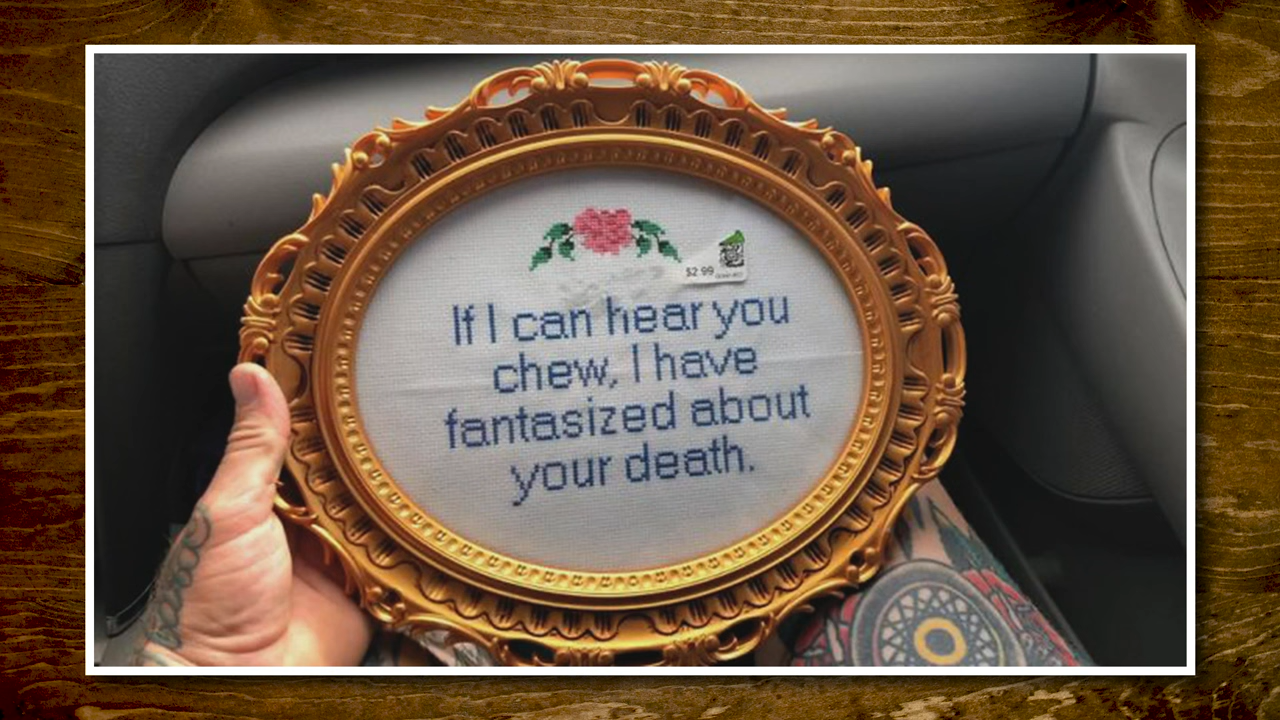 $2.99
If I can hear you
chew, I have
fantasized about
your death.